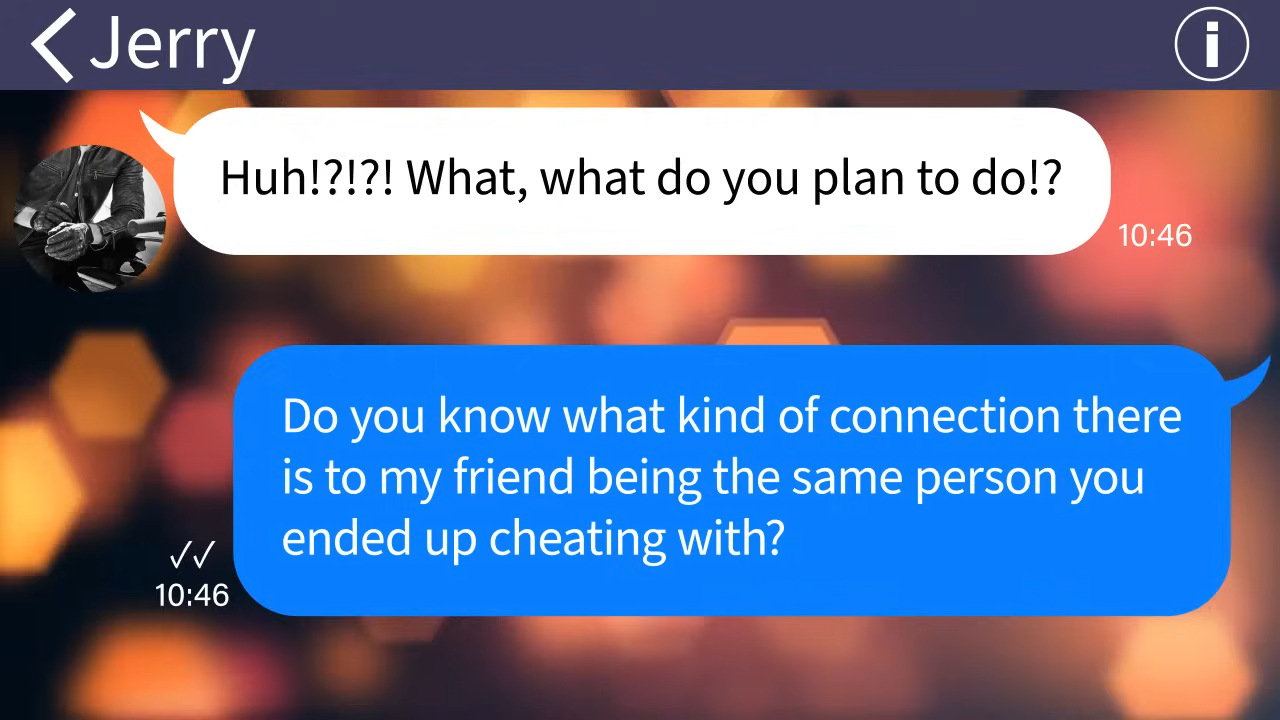 Jerry
Huh!?!?! What, what do you plan to do!?
10:46
Do you know what kind of connection there
is to my friend being the same person you
ended up cheating with?
10:46